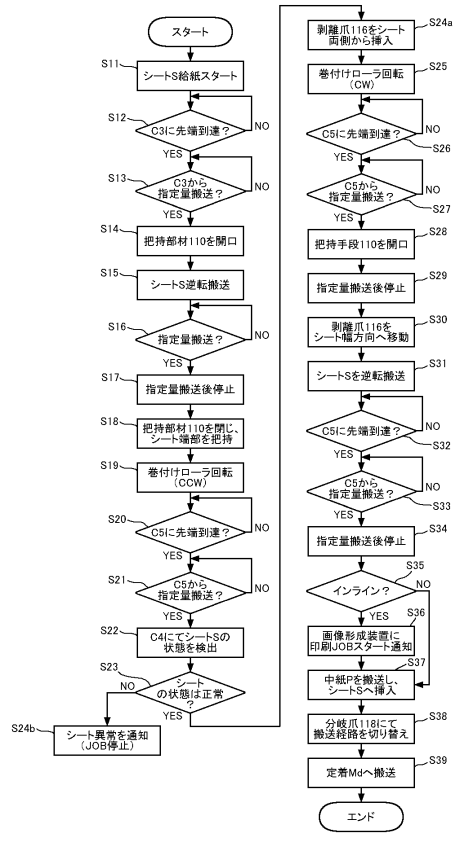 スタート
S11
シートS給紙スタート
S12
C3に先端到達？
NO
YES
S13
C3から
指定量搬送？
NO
YES
S14
把持部材110を開口
S15
シートS逆転搬送
S16
指定量搬送？
NO
YES
S17
指定量搬送後停止
S18
把持部材110を閉じ、
シート端部を把持
S19
巻付けローラ回転
（CCW）
S20
C5に先端到達？
NO
YES
S21
C5から
指定量搬送？
NO
YES
S22
C4にてシートSの
状態を検出
S23
シート
の状態は正常？
NO
YES
S24b
シート異常を通知
（JOB停止）
S24a
剥離爪116をシート
両側から挿入
S25
巻付けローラ回転
（CW）
C5に先端到達？
NO
S26
YES
C5から
指定量搬送？
NO
S27
YES
S28
把持手段110を開口
S29
指定量搬送後停止
S30
剥離爪116を
シート幅方向へ移動
S31
シートSを逆転搬送
C5に先端到達？
NO
S32
YES
C5から
指定量搬送？
NO
S33
YES
S34
指定量搬送後停止
S35
インライン？
NO
YES
S36
画像形成装置に
印刷JOBスタート通知
S37
中紙Pを搬送し、
シートSへ挿入
S38
分岐爪118にて
搬送経路を切り替え
S39
定着Mdへ搬送
エンド